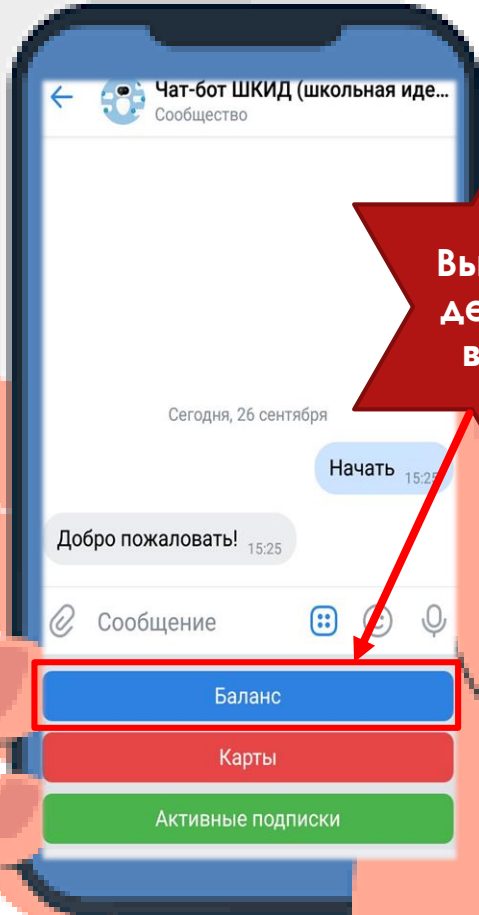 Чат-бот ШКИД (школьная иде...
Сообщество
Сегодня, 26 сентября
Начать 15:25
Добро пожаловать! 15:25
Сообщение
Баланс
Карты
Активные подписки